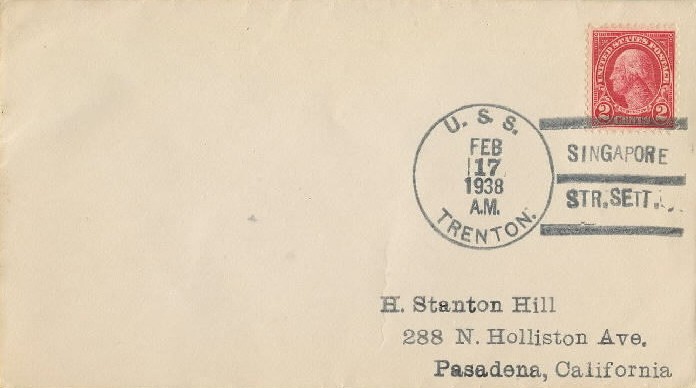 UNITED STATES POSTAGE
2 CENTS 2
U. S. S.
FEB
17
1938
A.M.
TRENTON.
SINGAPORE
STR. SETT.
H. Stanton Hill
288 N. Holliston Ave.
Pasadena, California